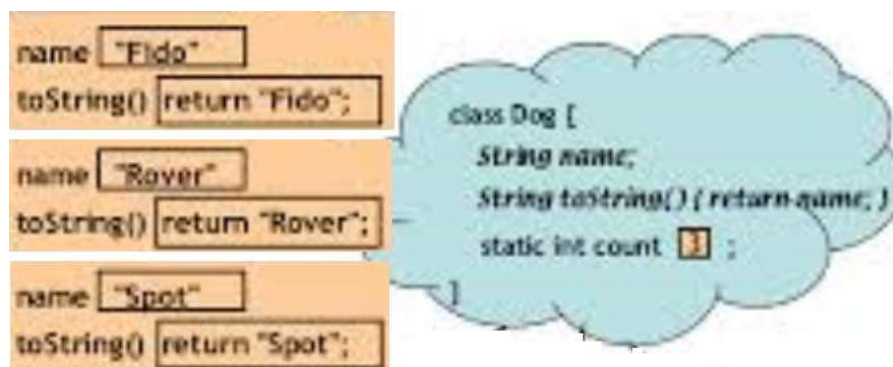 name "Fido"
toString() return "Fido";
name "Rover"
toString() return "Rover";
name "Spot"
toString() return "Spot";
class Dog {
String name;
String toString() { return name; }
static int count 3 ;
}